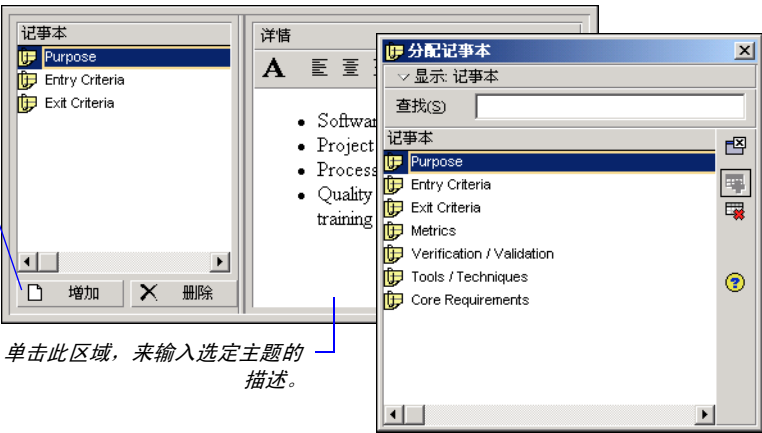 记事本
Purpose
Entry Criteria
Exit Criteria
增加
删除
详情
A
Softwar
Project
Process
Quality
training
单击此区域，来输入选定主题的
描述。
分配记事本
显示: 记事本
查找(S)
记事本
Purpose
Entry Criteria
Exit Criteria
Metrics
Verification / Validation
Tools / Techniques
Core Requirements